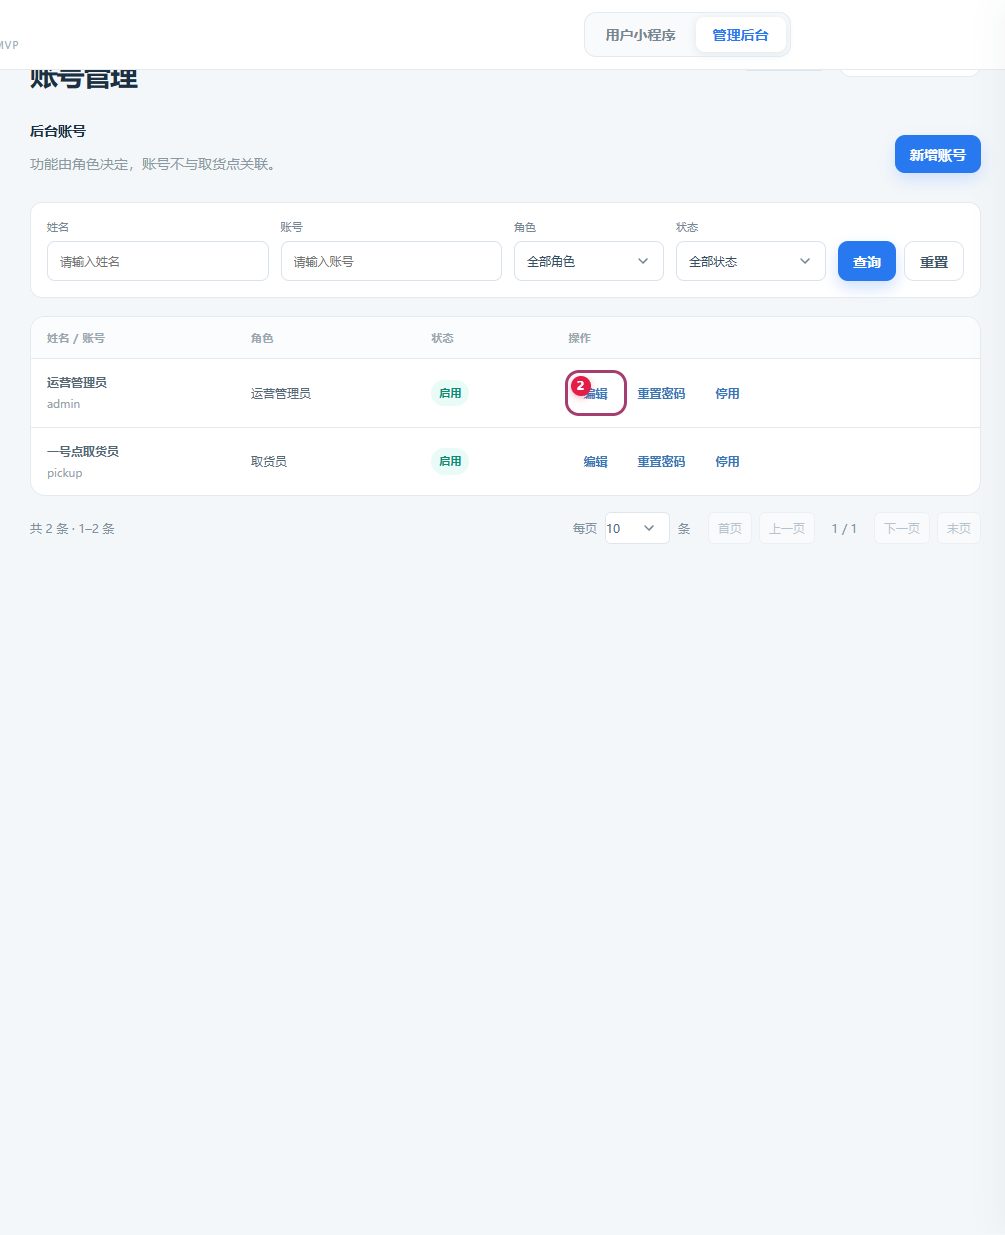 MVP
用户小程序 管理后台
账号管理
后台账号
功能由角色决定，账号不与取货点关联。
新增账号
姓名 账号 角色 状态
请输入姓名 请输入账号 全部角色 全部状态 查询 重置
姓名 / 账号 角色 状态 操作
运营管理员
admin
运营管理员 启用 2 编辑 重置密码 停用
一号点取货员
pickup
取货员 启用 编辑 重置密码 停用
共 2 条 · 1–2 条 每页 10 条 首页 上一页 1 / 1 下一页 末页